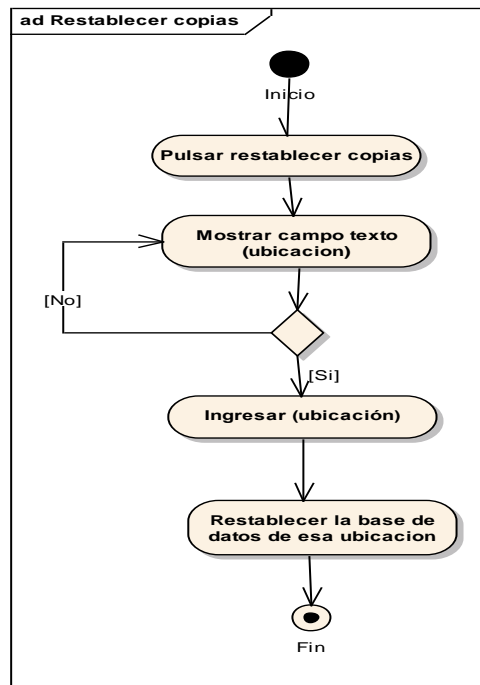 ad Restablecer copias
Inicio
Pulsar restablecer copias
Mostrar campo texto
(ubicacion)
[No]
[Si]
Ingresar (ubicación)
Restablecer la base de
datos de esa ubicacion
Fin